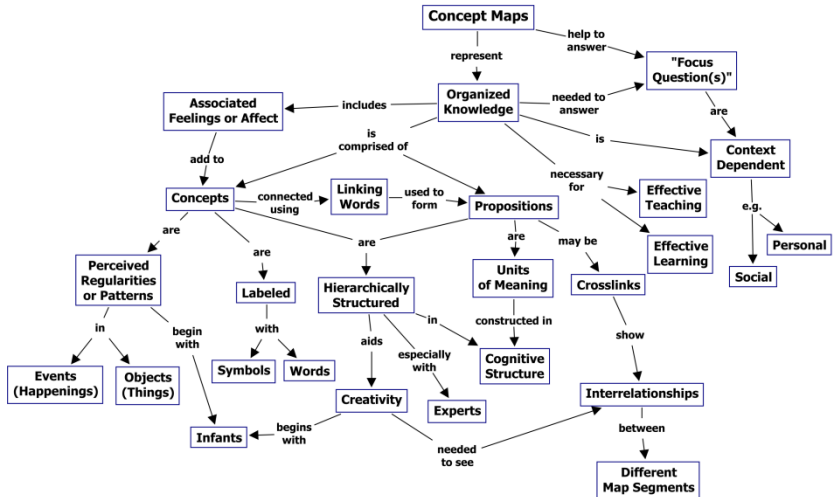 Concept Maps
help to
answer
represent
"Focus
Question(s)"
Organized
Knowledge
Associated
Feelings or Affect
includes
needed to
answer
are
is
comprised of
is
Context
Dependent
add to
necessary
for
Linking
Words
Effective
Teaching
Concepts
connected
using
used to
form
Propositions
e.g.
are
are
are
are
may be
Effective
Learning
Personal
Social
Perceived
Regularities
or Patterns
Labeled
Hierarchically
Structured
Units
of Meaning
Crosslinks
in
begin
with
with
aids
in
especially
with
constructed in
show
Events
(Happenings)
Objects
(Things)
Symbols
Words
Cognitive
Structure
Creativity
Experts
Interrelationships
Infants
begins
with
needed
to see
between
Different
Map Segments